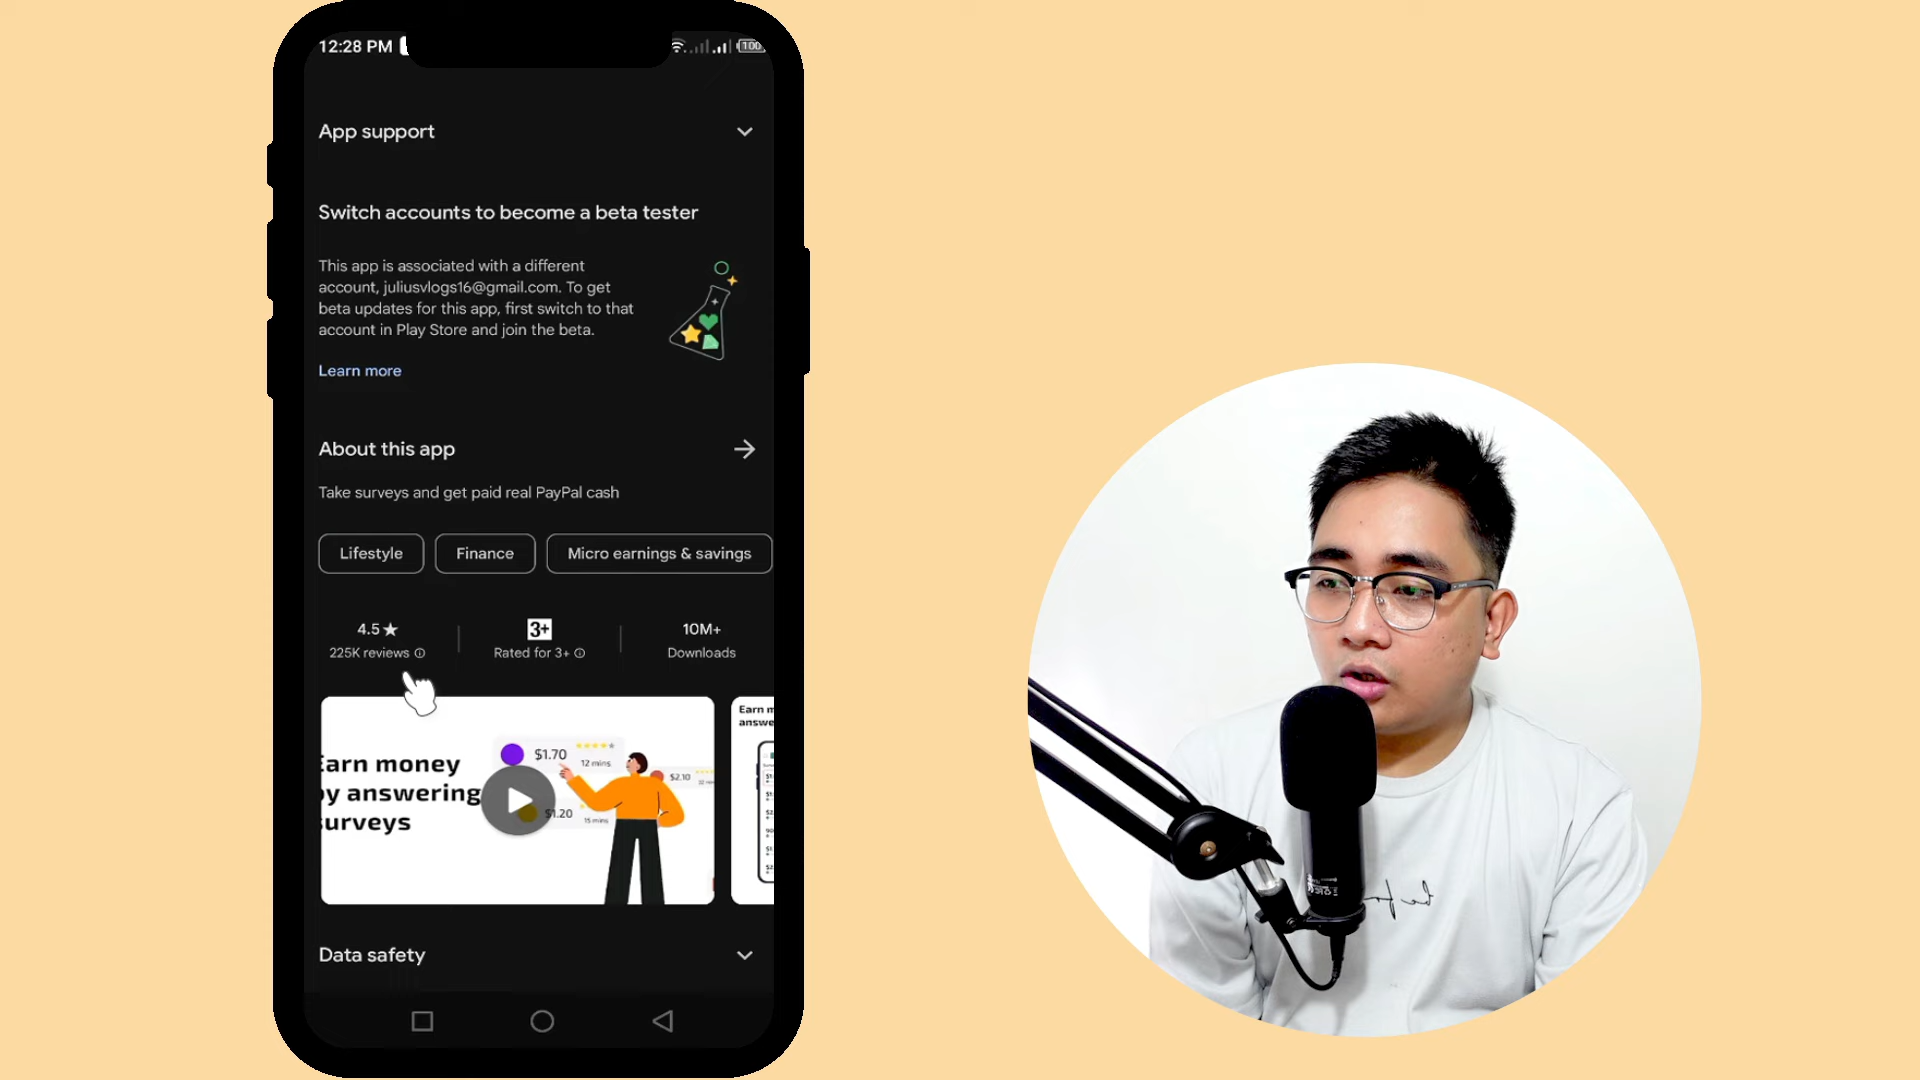 12:28 PM
100
App support
Switch accounts to become a beta tester
This app is associated with a different
account, juliusvlogs16@gmail.com. To get
beta updates for this app, first switch to that
account in Play Store and join the beta.
Learn more
About this app
Take surveys and get paid real PayPal cash
Lifestyle
Finance
Micro earnings & savings
4.5★
3+
10M+
225K reviews
Rated for 3+
Downloads
Earn money
by answering
surveys
$1.70
12 mins
$2.10
$1.20
15 mins
Data safety